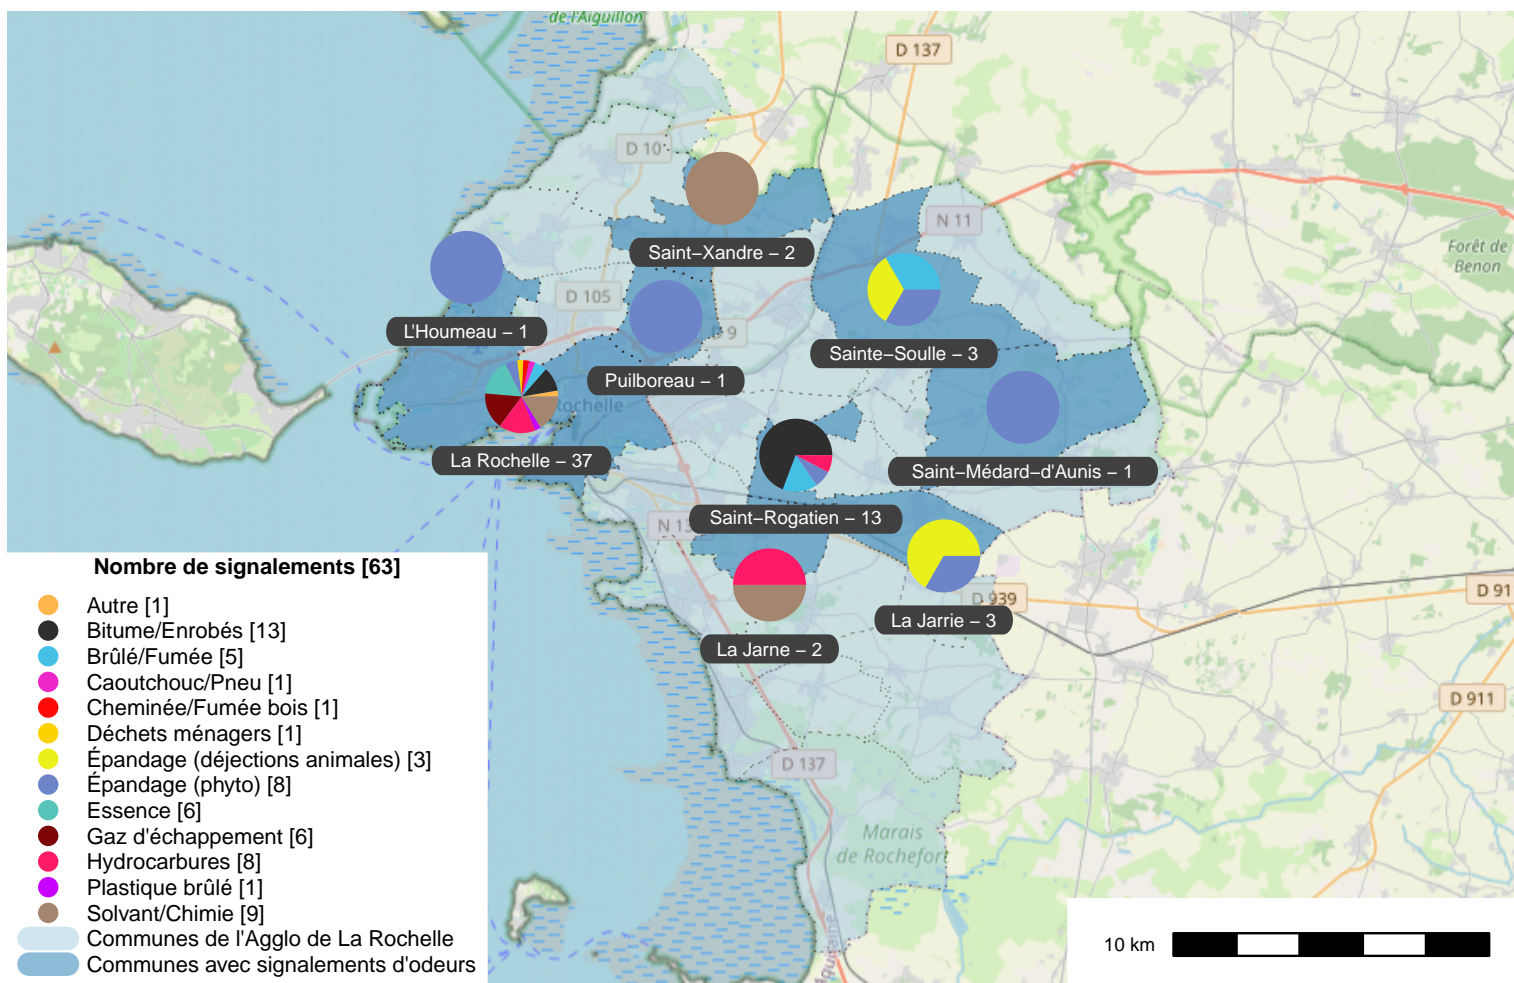 de l'Aiguillon
D 137
D 10
N 11
Forêt de
Benon
Saint–Xandre – 2
D 105
L'Houmeau – 1
D 9
Sainte–Soulle – 3
Puilboreau – 1
Rochelle
La Rochelle – 37
Saint–Médard–d'Aunis – 1
Saint–Rogatien – 13
N 13
D 939
D 91
La Jarrie – 3
La Jarne – 2
D 911
D 137
Marais
de Rochefort
Aquitaine
Nombre de signalements [63]
Autre [1]
Bitume/Enrobés [13]
Brûlé/Fumée [5]
Caoutchouc/Pneu [1]
Cheminée/Fumée bois [1]
Déchets ménagers [1]
Épandage (déjections animales) [3]
Épandage (phyto) [8]
Essence [6]
Gaz d'échappement [6]
Hydrocarbures [8]
Plastique brûlé [1]
Solvant/Chimie [9]
Communes de l'Agglo de La Rochelle
Communes avec signalements d'odeurs
10 km